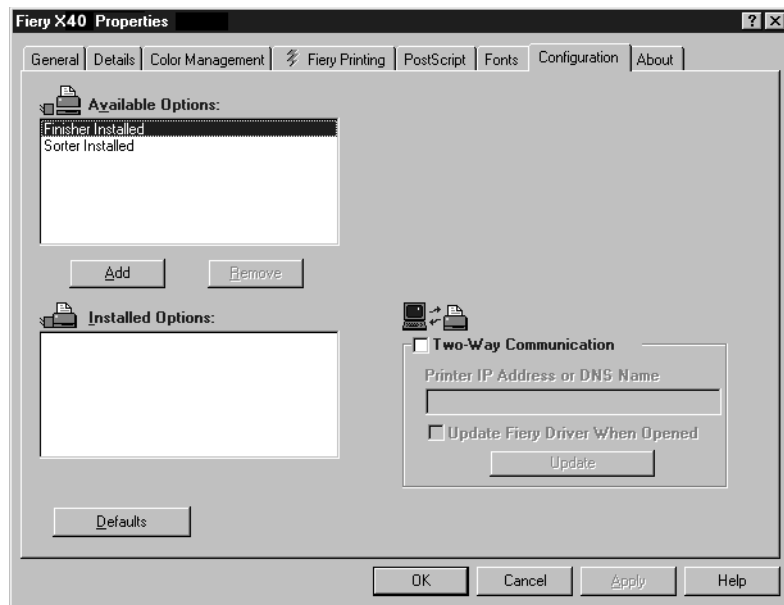 Fiery X40 Properties
General Details Color Management Fiery Printing PostScript Fonts Configuration About
Available Options:
Finisher Installed
Sorter Installed
Add Remove
Installed Options:
Two-Way Communication
Printer IP Address or DNS Name
Update Fiery Driver When Opened
Update
Defaults
OK Cancel Apply Help